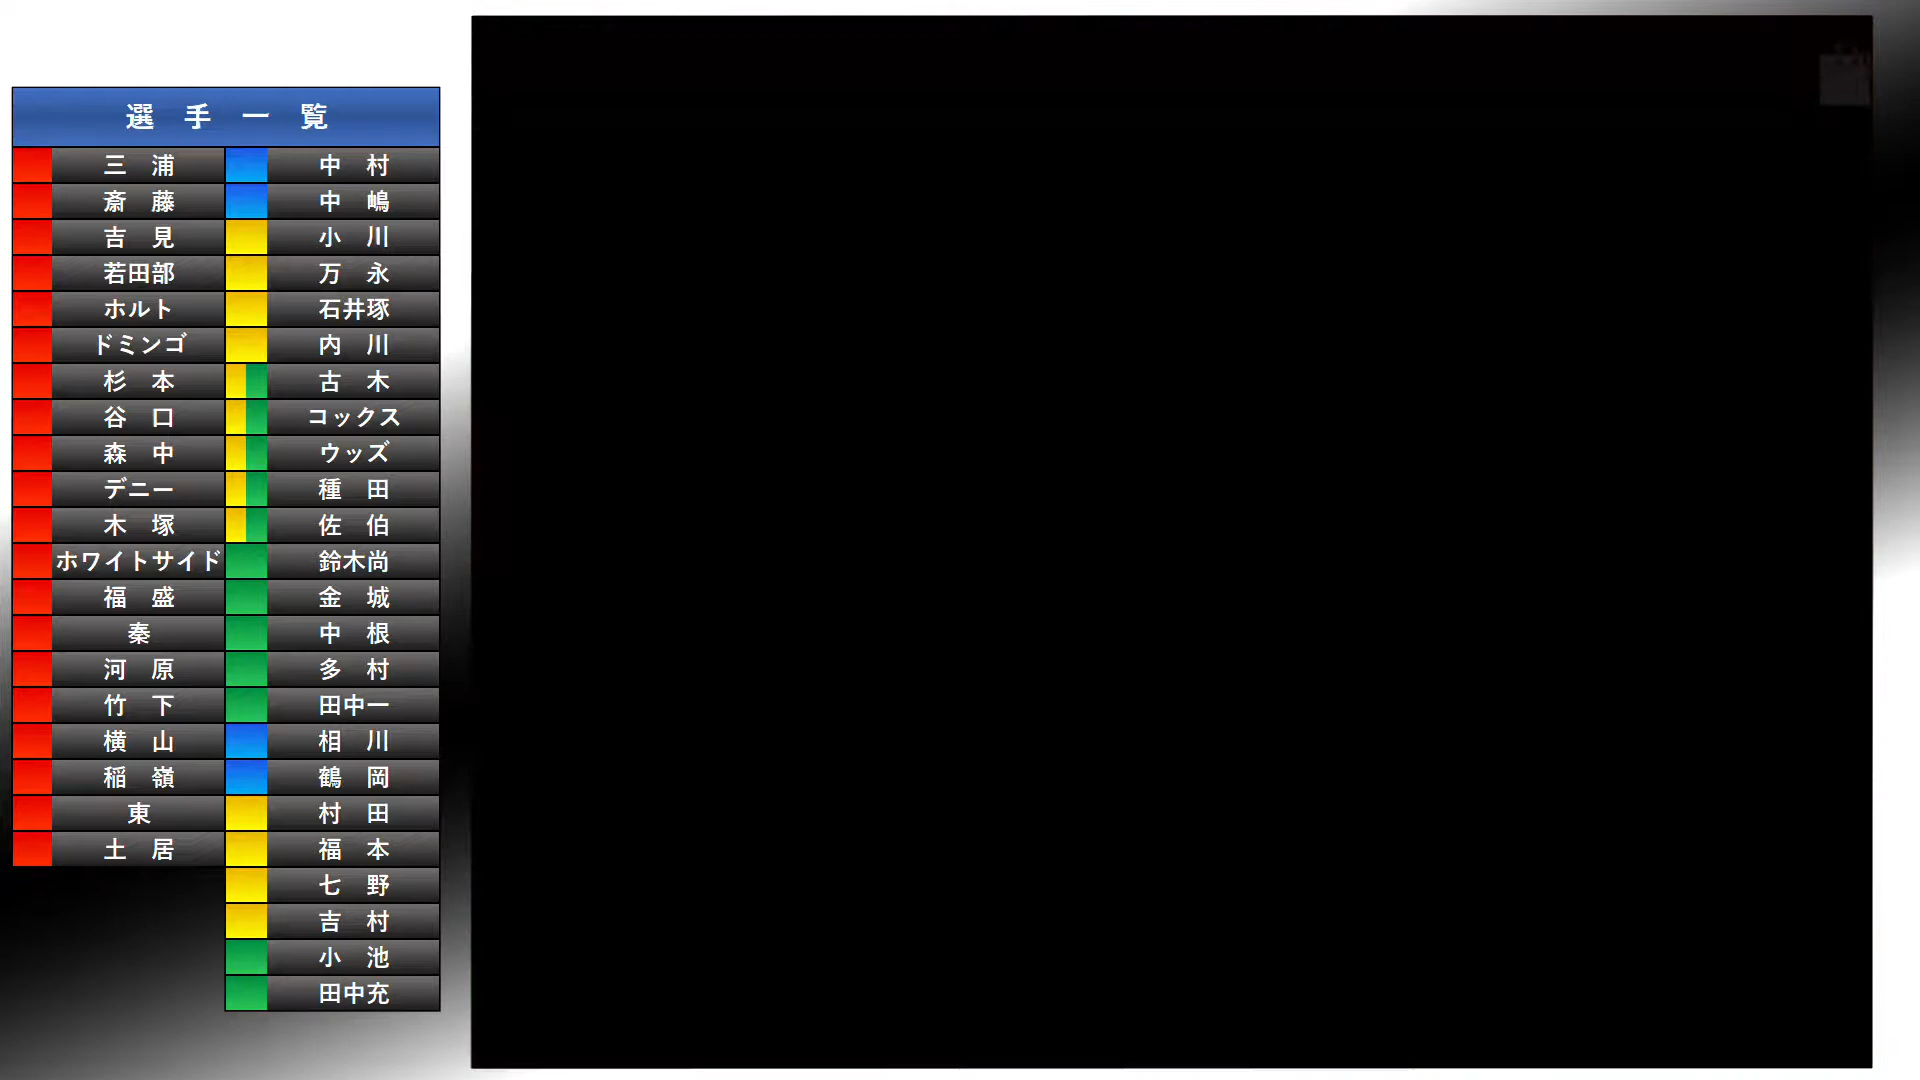 選手一覧
三浦 中村
斎藤 中嶋
吉見 小川
若田部 万永
ホルト 石井琢
ドミンゴ 内川
杉本 古木
谷口 コックス
森中 ウッズ
デニー 種田
木塚 佐伯
ホワイトサイド 鈴木尚
福盛 金城
秦 中根
河原 多村
竹下 田中一
横山 相川
稲嶺 鶴岡
東 村田
土居 福本
七野
吉村
小池
田中充